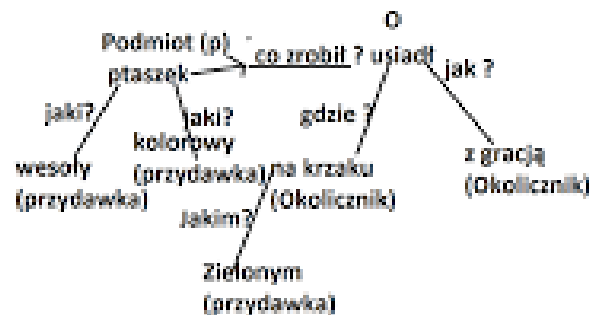 O
Podmiot (p)
ptaszek
co zrobił ? usiadł
jak ?
jaki?
jaki?
gdzie ?
kolorowy
(przydawka)
wesoły
(przydawka)
na krzaku
(Okolicznik)
z gracją
(Okolicznik)
Jakim?
Zielonym
(przydawka)